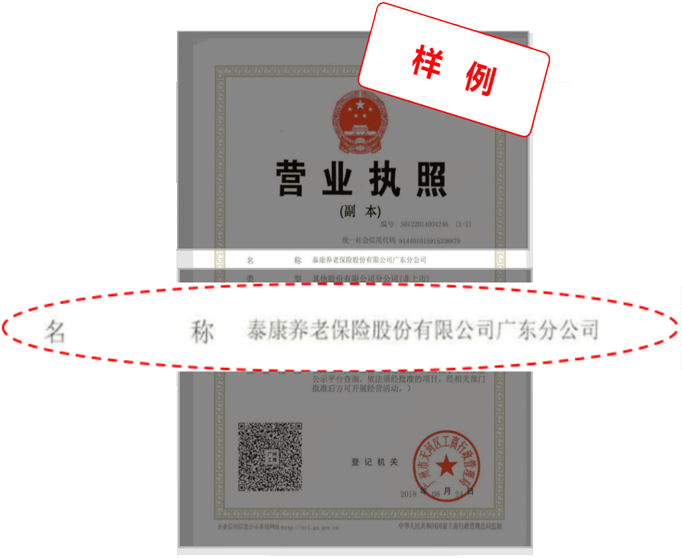 样例
营业执照
(副 本)
编号 S0122014004246 (1-1)
统一社会信用代码
名 称 泰康养老保险股份有限公司广东分公司
类 型 其他股份有限公司分公司(非上市)
名 称 泰康养老保险股份有限公司广东分公司
公示平台查询。依法须经批准的项目，经相关部门
批准后方可开展经营活动。)
登记机关
广州市天河区工商行政管理局
2018 年 08 月 24 日
企业信用信息公示系统网址
中华人民共和国国家工商行政管理总局监制